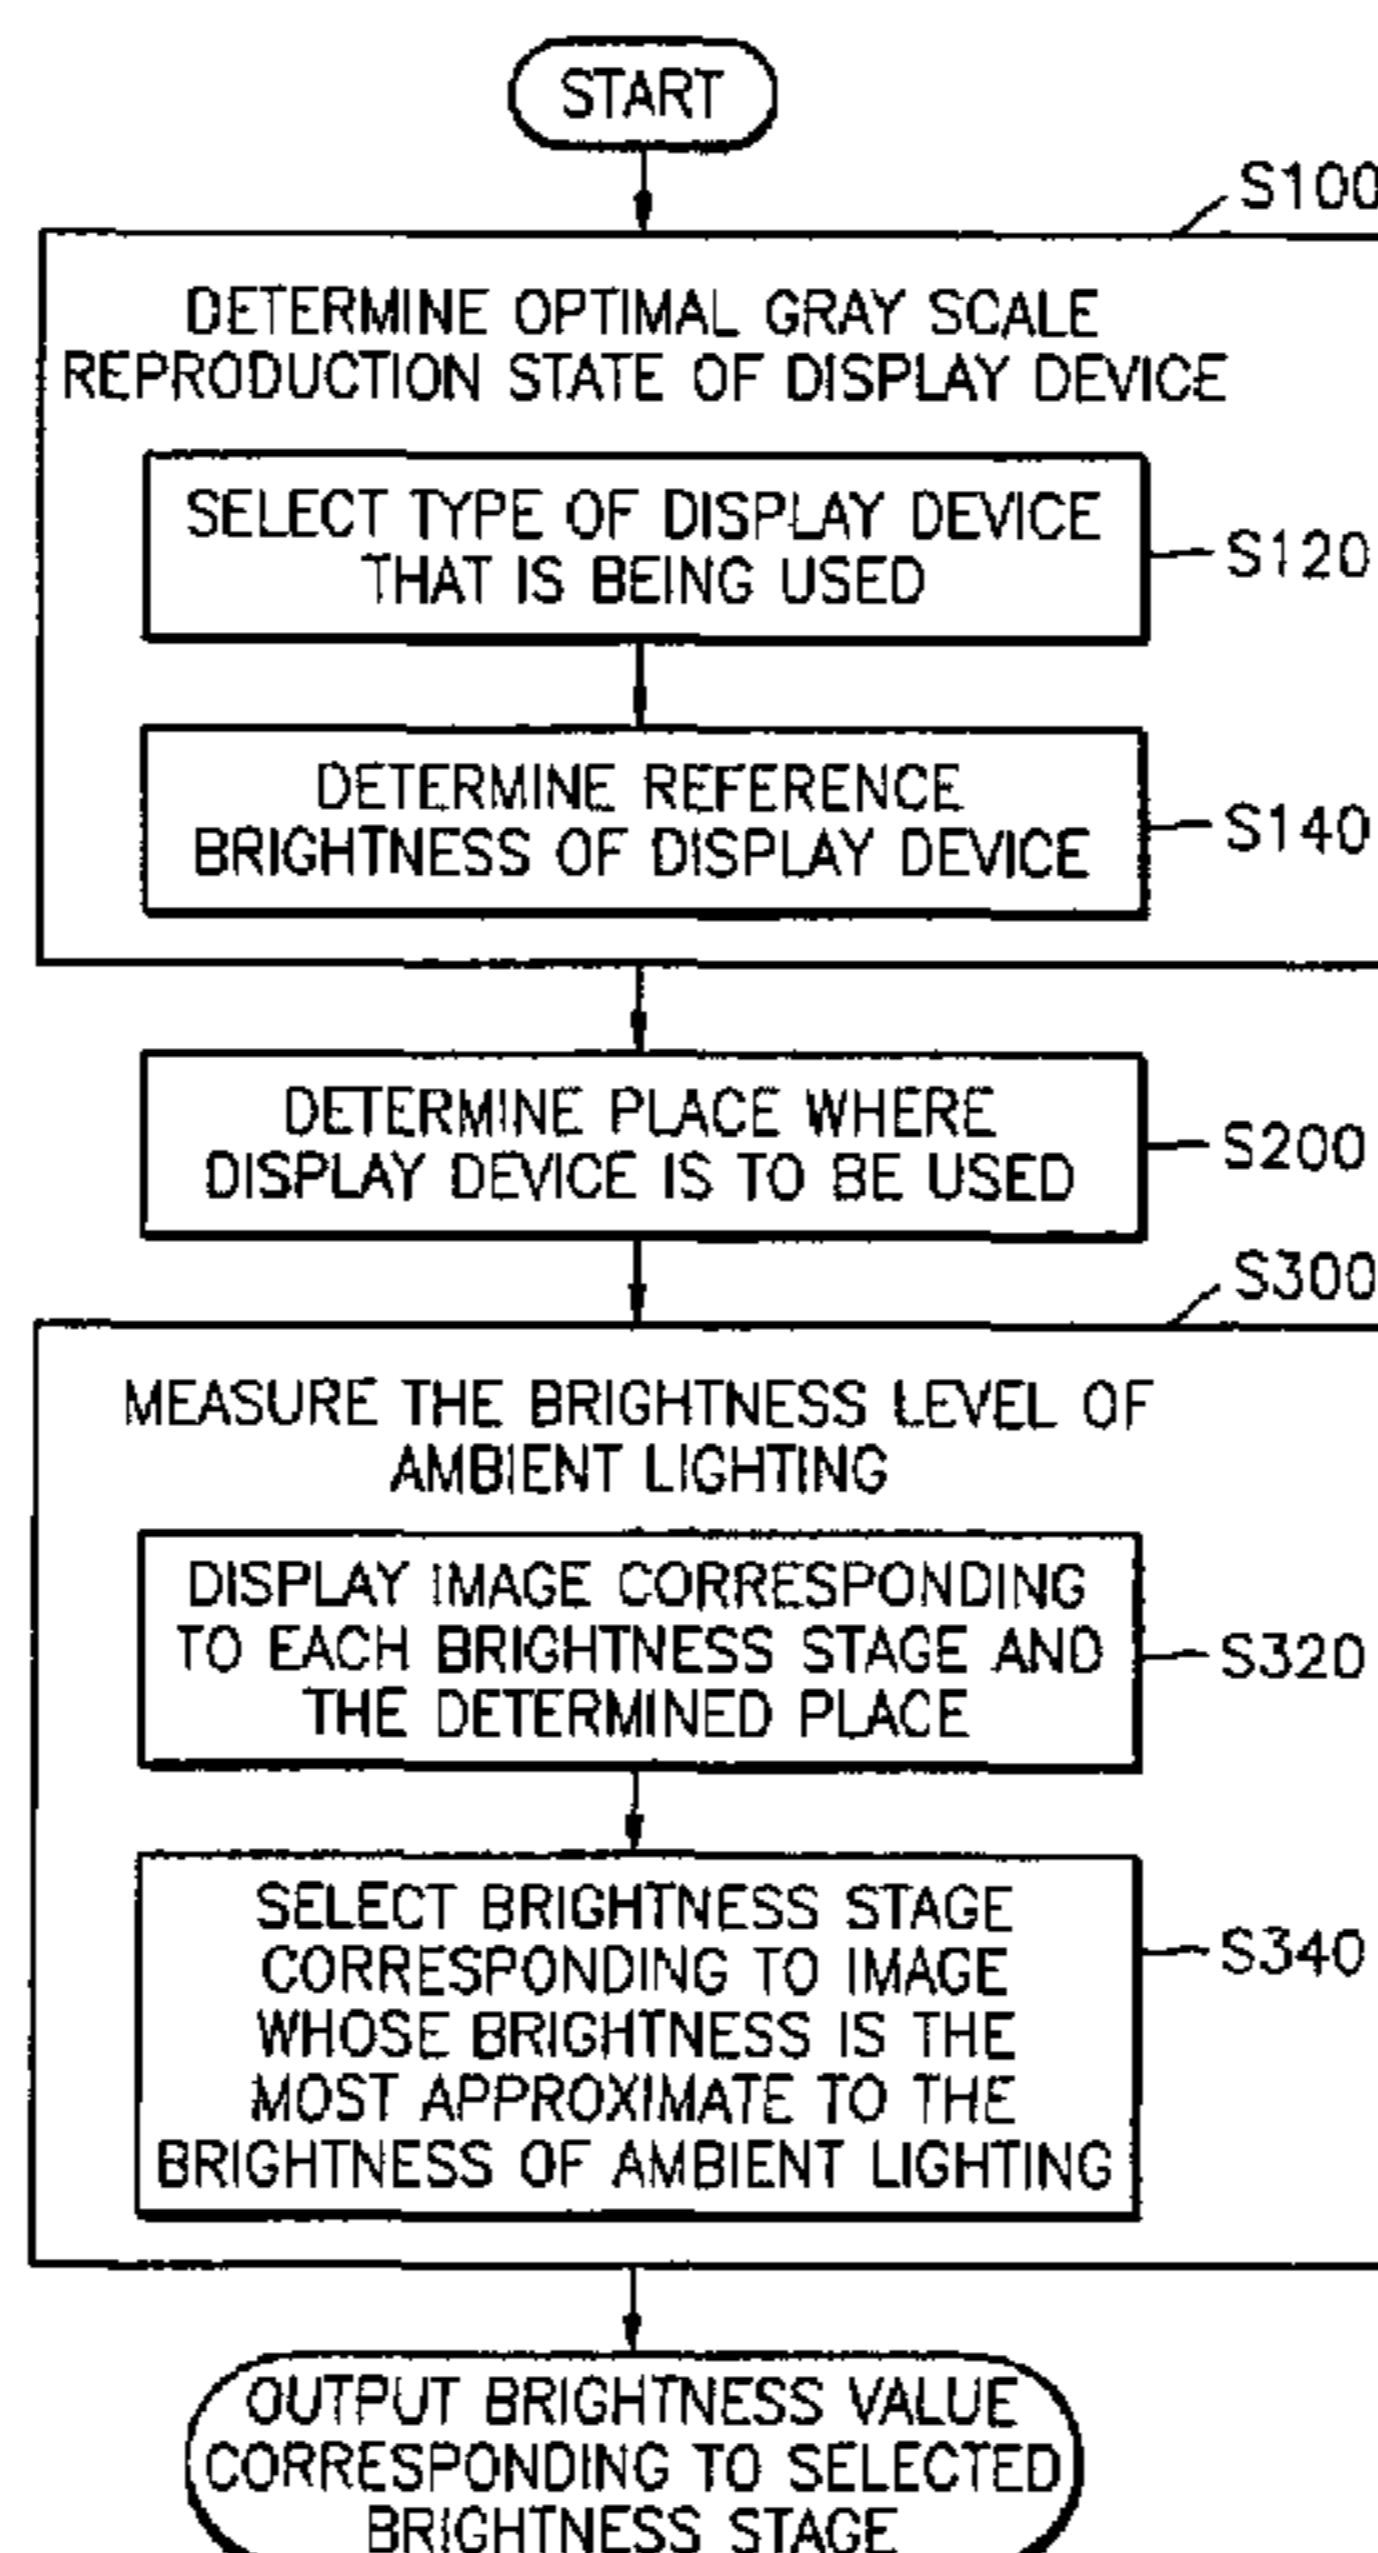 START
S100
DETERMINE OPTIMAL GRAY SCALE
REPRODUCTION STATE OF DISPLAY DEVICE
SELECT TYPE OF DISPLAY DEVICE
THAT IS BEING USED
S120
DETERMINE REFERENCE
BRIGHTNESS OF DISPLAY DEVICE
S140
DETERMINE PLACE WHERE
DISPLAY DEVICE IS TO BE USED
S200
S300
MEASURE THE BRIGHTNESS LEVEL OF
AMBIENT LIGHTING
DISPLAY IMAGE CORRESPONDING
TO EACH BRIGHTNESS STAGE AND
THE DETERMINED PLACE
S320
SELECT BRIGHTNESS STAGE
CORRESPONDING TO IMAGE
WHOSE BRIGHTNESS IS THE
MOST APPROXIMATE TO THE
BRIGHTNESS OF AMBIENT LIGHTING
S340
OUTPUT BRIGHTNESS VALUE
CORRESPONDING TO SELECTED
BRIGHTNESS STAGE